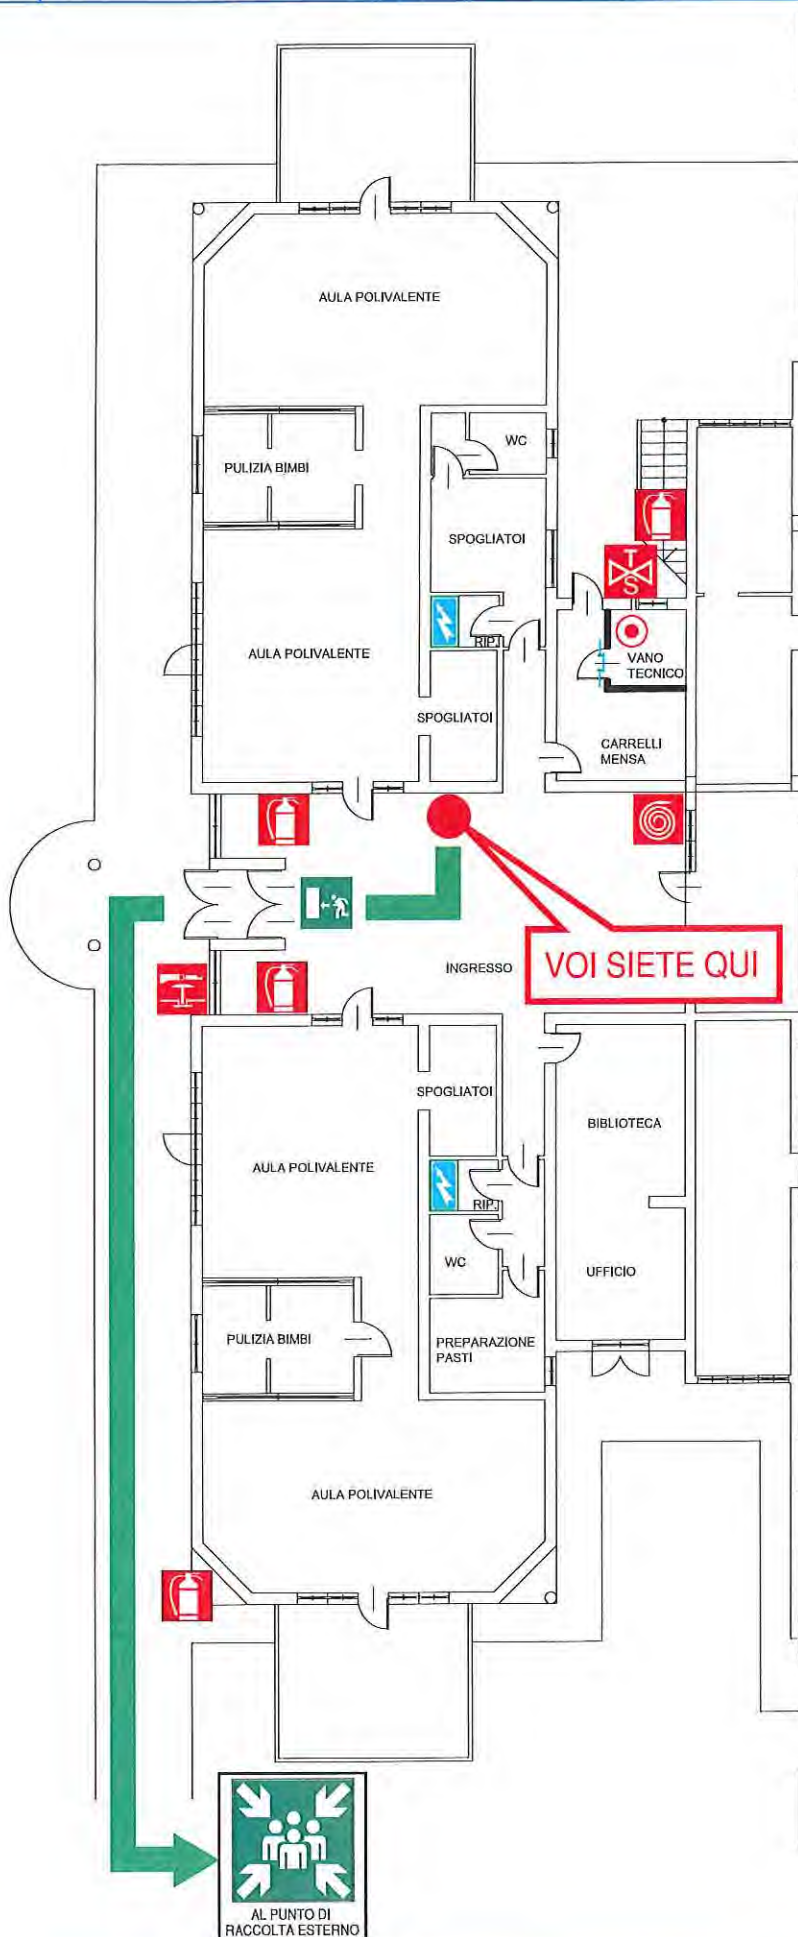 AULA POLIVALENTE
WC
PULIZIA BIMBI
SPOGLIATOI
T
S
RIP.
AULA POLIVALENTE
VANO
TECNICO
SPOGLIATOI
CARRELLI
MENSA
VOI SIETE QUI
INGRESSO
SPOGLIATOI
BIBLIOTECA
AULA POLIVALENTE
RIP.
WC
UFFICIO
PULIZIA BIMBI
PREPARAZIONE
PASTI
AULA POLIVALENTE
AL PUNTO DI
RACCOLTA ESTERNO